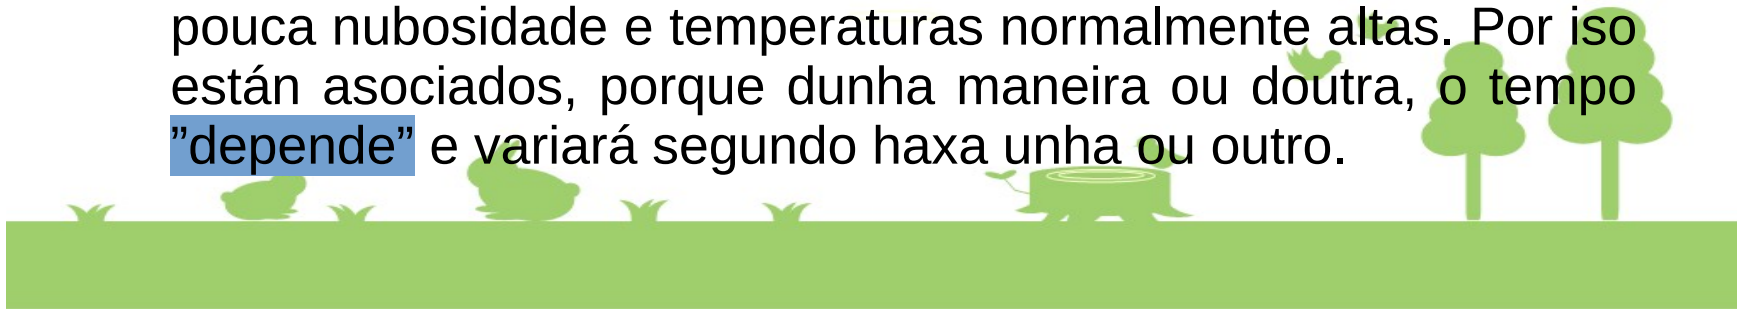 pouca nubosidade e temperaturas normalmente altas. Por iso
están asociados, porque dunha maneira ou doutra, o tempo
”depende” e variará segundo haxa unha ou outro.